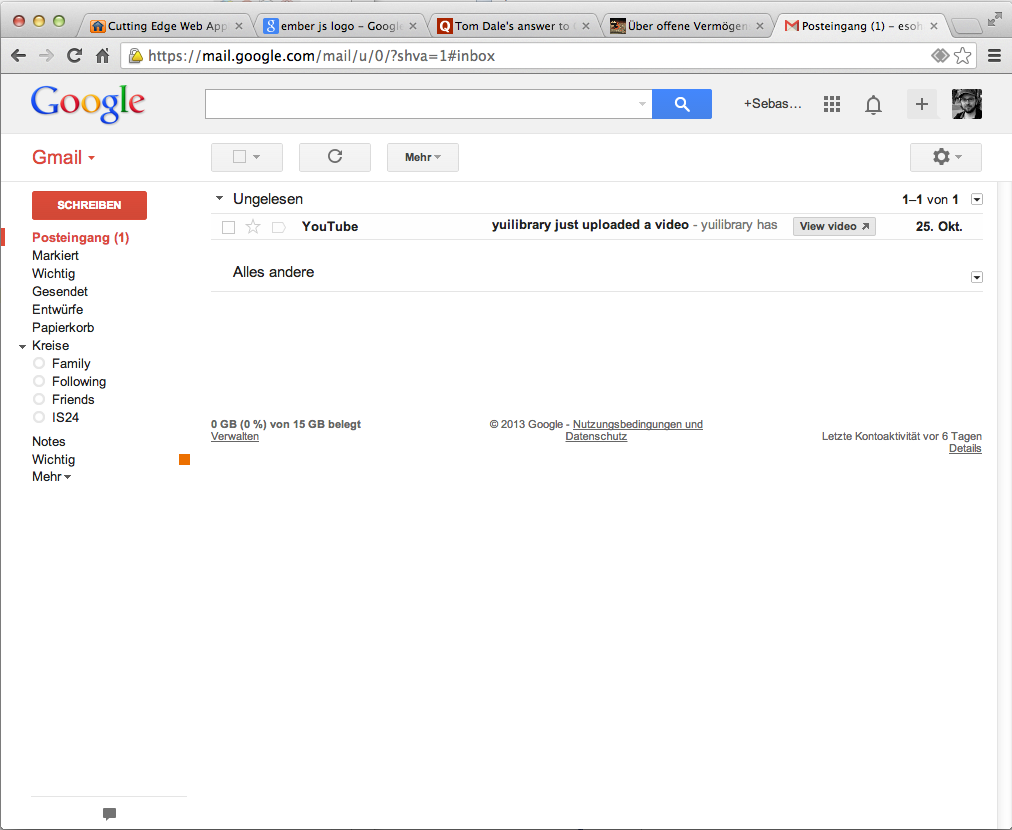 Cutting Edge Web App
ember js logo – Google
Tom Dale's answer to
Über offene Vermögen
Posteingang (1) – esoh
https://mail.google.com/mail/u/0/?shva=1#inbox
Google
+Sebas...
Gmail
Mehr
SCHREIBEN
Ungelesen
1–1 von 1
YouTube
yuilibrary just uploaded a video - yuilibrary has
View video
25. Okt.
Alles andere
Posteingang (1)
Markiert
Wichtig
Gesendet
Entwürfe
Papierkorb
Kreise
Family
Following
Friends
IS24
Notes
Wichtig
Mehr
0 GB (0 %) von 15 GB belegt
Verwalten
© 2013 Google - Nutzungsbedingungen und
Datenschutz
Letzte Kontoaktivität vor 6 Tagen
Details